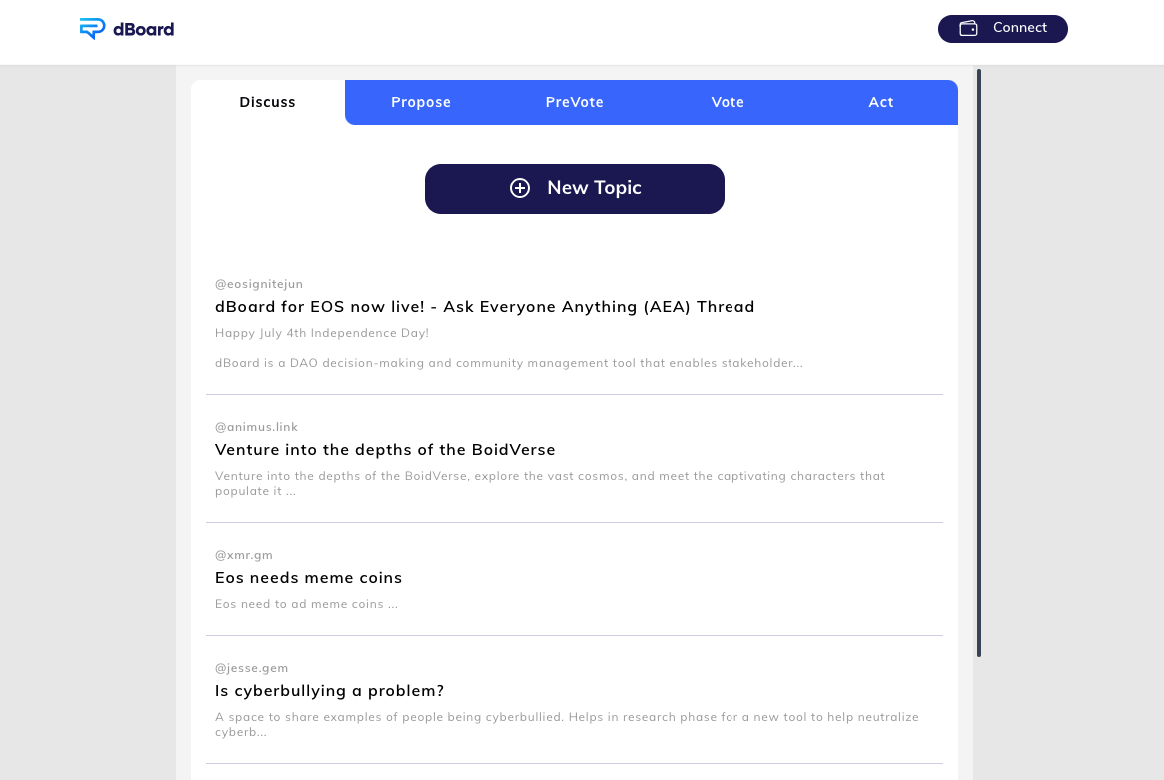 dBoard
Connect
Discuss
Propose
PreVote
Vote
Act
New Topic
@eosignitejun
dBoard for EOS now live! - Ask Everyone Anything (AEA) Thread
Happy July 4th Independence Day!
dBoard is a DAO decision-making and community management tool that enables stakeholder...
@animus.link
Venture into the depths of the BoidVerse
Venture into the depths of the BoidVerse, explore the vast cosmos, and meet the captivating characters that
populate it ...
@xmr.gm
Eos needs meme coins
Eos need to ad meme coins ...
@jesse.gem
Is cyberbullying a problem?
A space to share examples of people being cyberbullied. Helps in research phase for a new tool to help neutralize
cyberb...